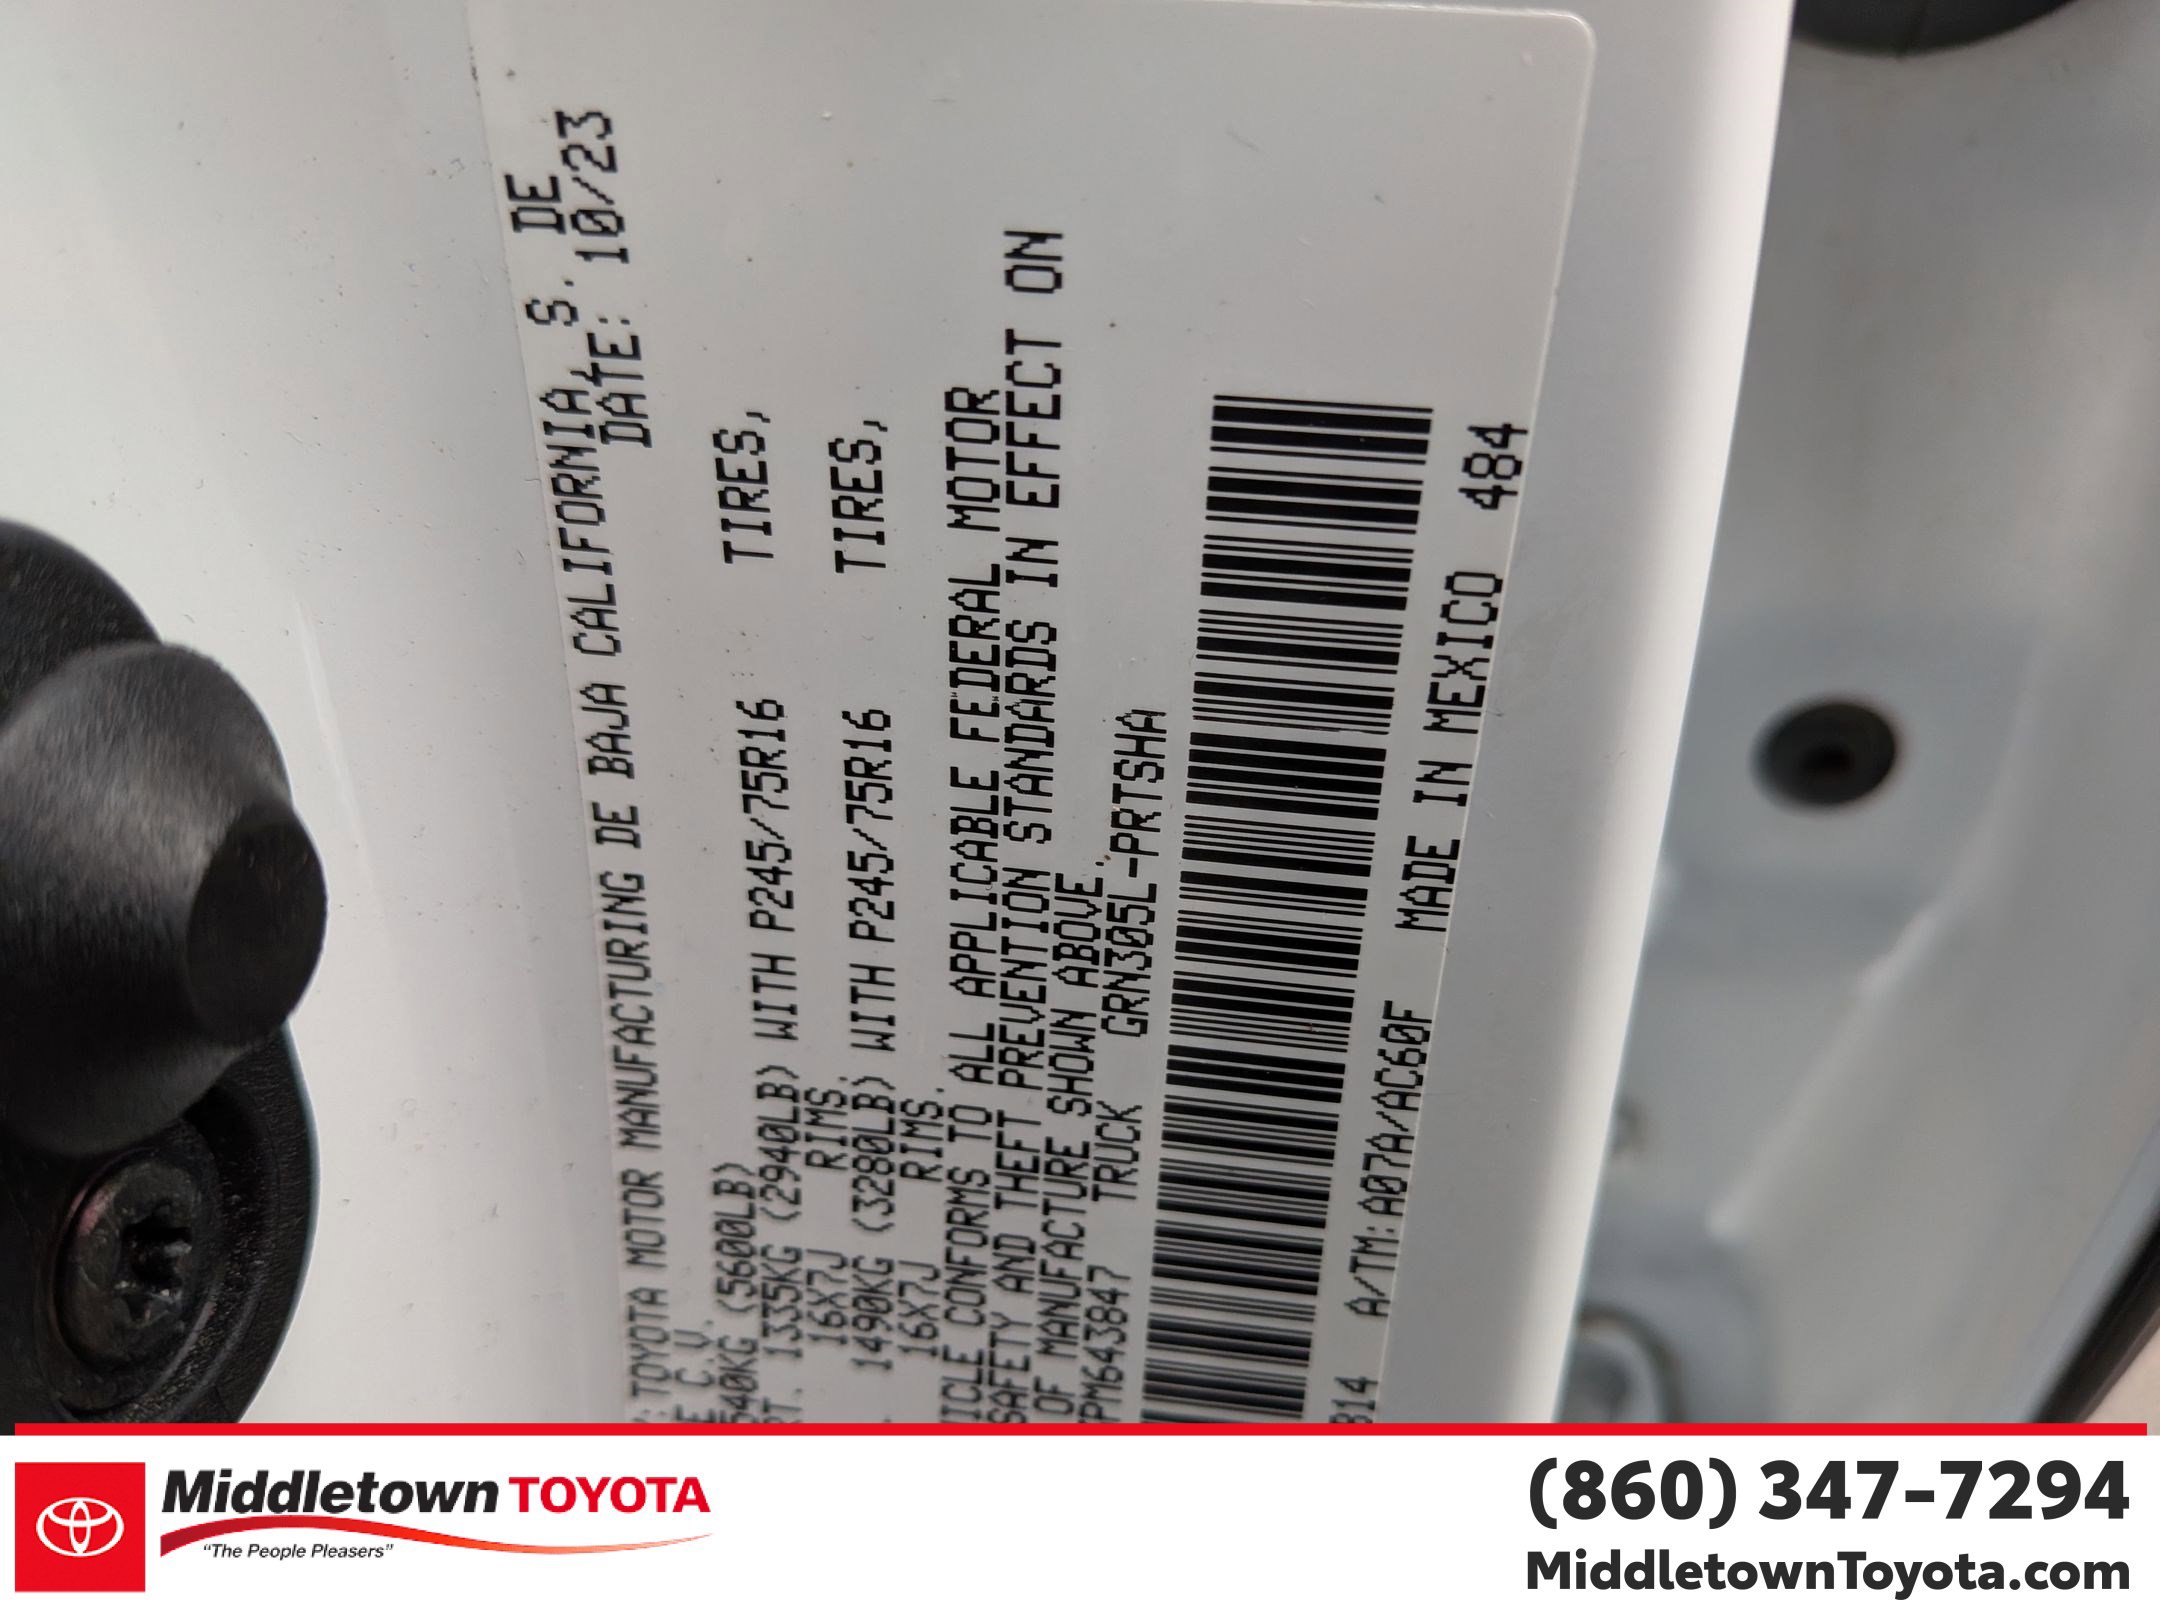 TOYOTA MOTOR MANUFACTURING DE BAJA CALIFORNIA, S. DE
C.V. DATE: 10/23
540KG (5600LB)
1335KG (2940LB) WITH P245/75R16 TIRES,
16X7J RIMS.
1490KG (3280LB) WITH P245/75R16 TIRES,
16X7J RIMS.
CONFORMS TO ALL APPLICABLE FEDERAL MOTOR
SAFETY AND THEFT PREVENTION STANDARDS IN EFFECT ON
OF MANUFACTURE SHOWN ABOVE.
PM643847 TRUCK GRN305L-PRTSHA
814 A/TM:A07A/AC60F MADE IN MEXICO 484
Middletown TOYOTA
"The People Pleasers"
(860) 347-7294
MiddletownToyota.com